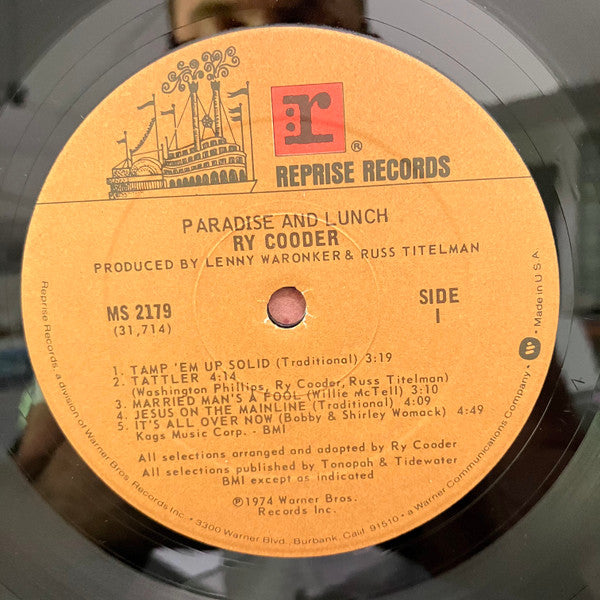 r ®
REPRISE RECORDS
PARADISE AND LUNCH
RY COODER
PRODUCED BY LENNY WARONKER & RUSS TITELMAN
MS 2179
(31,714)
SIDE
1
1. TAMP 'EM UP SOLID (Traditional) 3:19
2. TATTLER 4:14
(Washington Phillips, Ry Cooder, Russ Titelman)
3. MARRIED MAN'S A FOOL (Willie McTell) 3:10
4. JESUS ON THE MAINLINE (Traditional) 4:09
5. IT'S ALL OVER NOW (Bobby & Shirley Womack) 4:49
Kags Music Corp. - BMI
All selections arranged and adapted by Ry Cooder
All selections published by Tonopah & Tidewater
BMI except as indicated
℗1974 Warner Bros.
Records Inc.
Reprise Records, a division of Warner Bros. Records Inc. • 3300 Warner Blvd., Burbank, Calif. 91510 • a Warner Communications Company • Made in U.S.A.